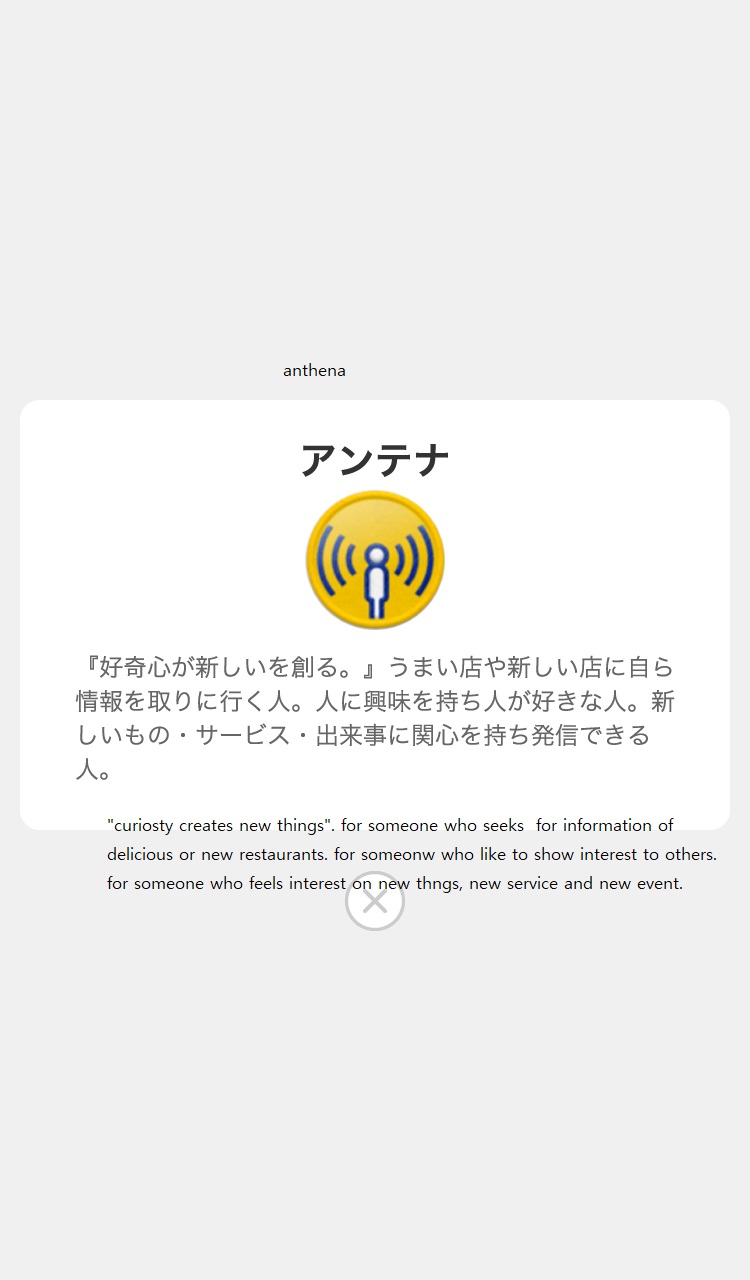 anthena
アンテナ
『好奇心が新しいを創る。』うまい店や新しい店に自ら
情報を取りに行く人。人に興味を持ち人が好きな人。新
しいもの・サービス・出来事に関心を持ち発信できる
人。
"curiosty creates new things". for someone who seeks  for information of
delicious or new restaurants. for someonw who like to show interest to others.
for someone who feels interest on new thngs, new service and new event.